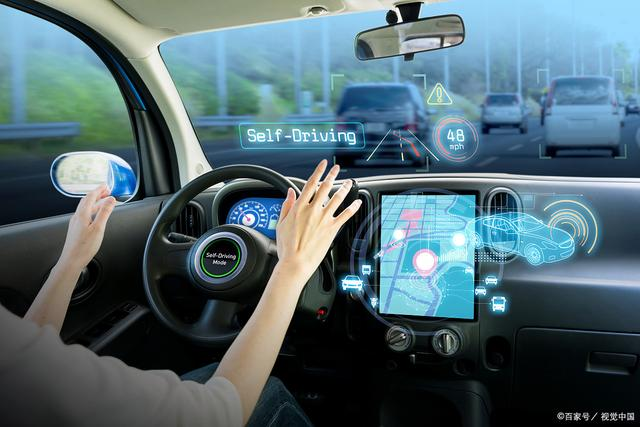 Self-Driving
48
mph
Self-Driving
Mode
©百家号／视觉中国